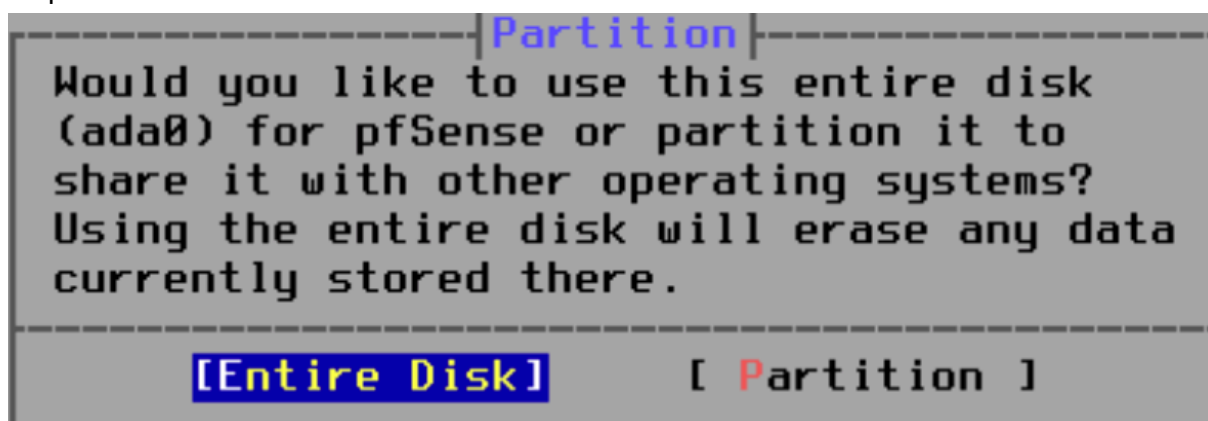 Partition
Would you like to use this entire disk
(ada0) for pfSense or partition it to
share it with other operating systems?
Using the entire disk will erase any data
currently stored there.
[Entire Disk] [ Partition ]